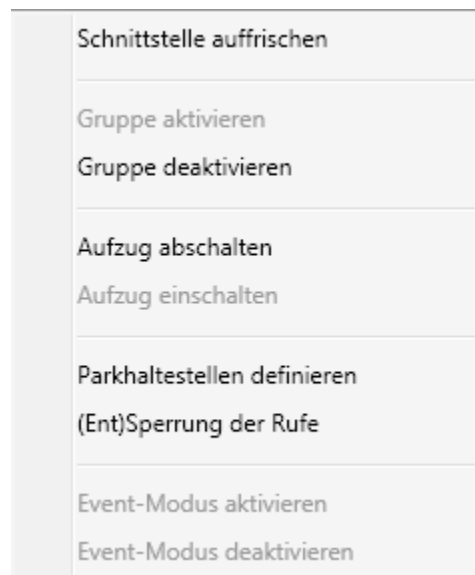 Schnittstelle auffrischen
Gruppe aktivieren
Gruppe deaktivieren
Aufzug abschalten
Aufzug einschalten
Parkhaltestellen definieren
(Ent)Sperrung der Rufe
Event-Modus aktivieren
Event-Modus deaktivieren